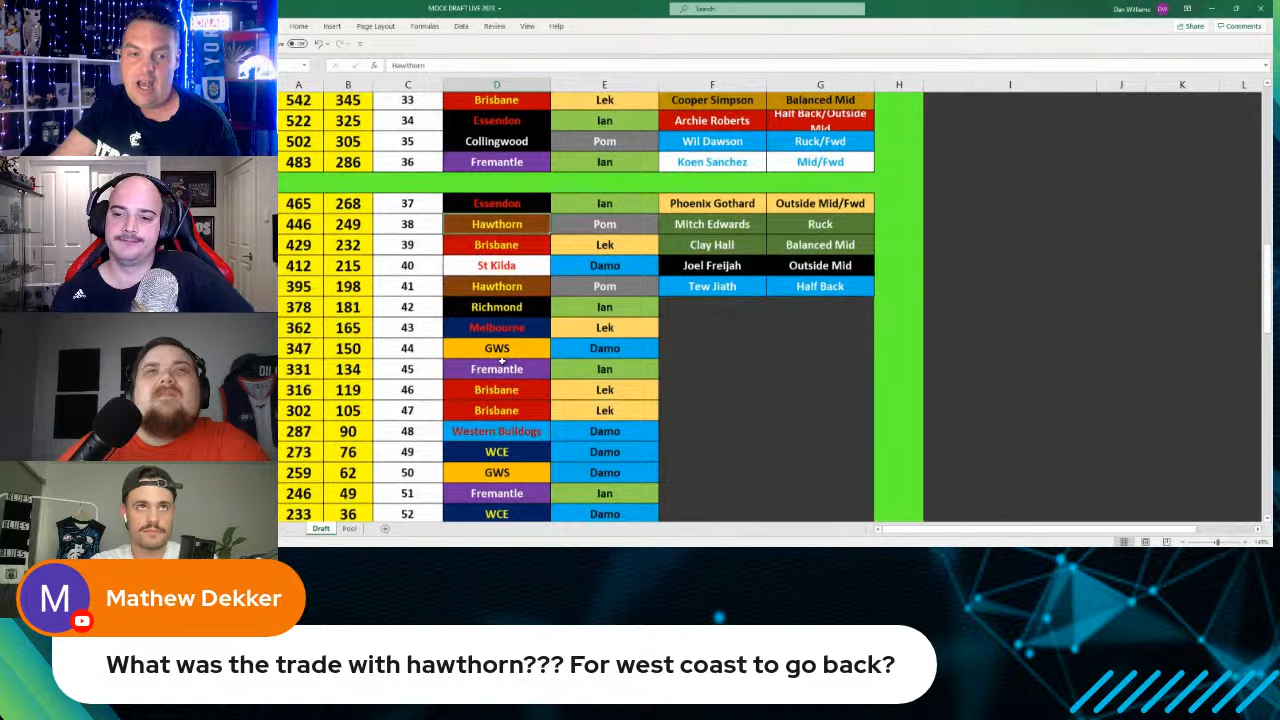 MOCK DRAFT LIVE 2023
Search
Dan Williams
DW
Home Insert Page Layout Formulas Data Review View Help
Share Comments
Off
Hawthorn
A B C D E F G H I J K L
542 345 33 Brisbane Lek Cooper Simpson Balanced Mid
522 325 34 Essendon Ian Archie Roberts Half Back/Outside Mid
502 305 35 Collingwood Pom Wil Dawson Ruck/Fwd
483 286 36 Fremantle Ian Koen Sanchez Mid/Fwd
465 268 37 Essendon Ian Phoenix Gothard Outside Mid/Fwd
446 249 38 Hawthorn Pom Mitch Edwards Ruck
429 232 39 Brisbane Lek Clay Hall Balanced Mid
412 215 40 St Kilda Damo Joel Freijah Outside Mid
395 198 41 Hawthorn Pom Tew Jiath Half Back
378 181 42 Richmond Ian
362 165 43 Melbourne Lek
347 150 44 GWS Damo
331 134 45 Fremantle Ian
316 119 46 Brisbane Lek
302 105 47 Brisbane Lek
287 90 48 Western Bulldogs Damo
273 76 49 WCE Damo
259 62 50 GWS Damo
246 49 51 Fremantle Ian
233 36 52 WCE Damo
Draft Pool
M
Mathew Dekker
What was the trade with hawthorn??? For west coast to go back?